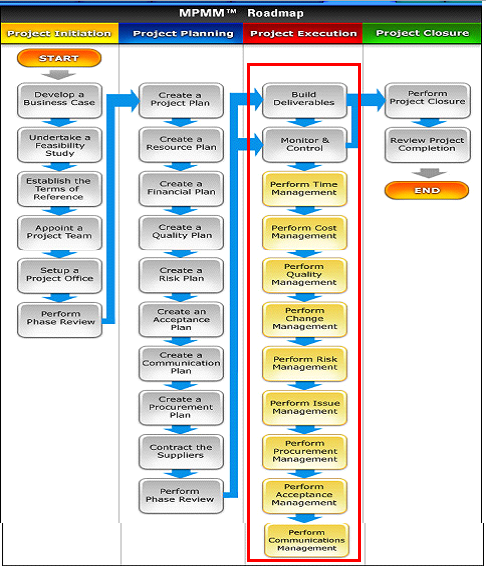 MPMM™ Roadmap
Project Initiation
Project Planning
Project Execution
Project Closure
START
Develop a
Business Case
Undertake a
Feasibility
Study
Establish the
Terms of
Reference
Appoint a
Project Team
Setup a
Project Office
Perform
Phase Review
Create a
Project Plan
Create a
Resource Plan
Create a
Financial Plan
Create a
Quality Plan
Create a
Risk Plan
Create an
Acceptance
Plan
Create a
Communication
Plan
Create a
Procurement
Plan
Contract the
Suppliers
Perform
Phase Review
Build
Deliverables
Monitor &
Control
Perform Time
Management
Perform Cost
Management
Perform
Quality
Management
Perform
Change
Management
Perform Risk
Management
Perform Issue
Management
Perform
Procurement
Management
Perform
Acceptance
Management
Perform
Communications
Management
Perform
Project Closure
Review Project
Completion
END